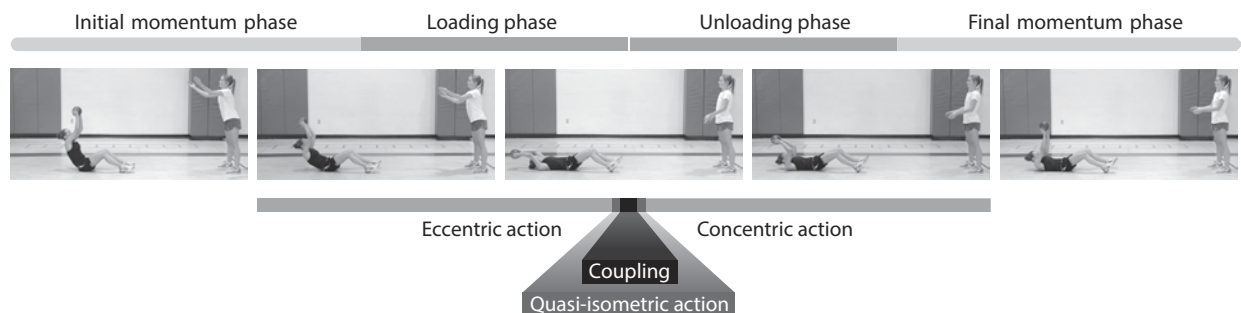 Initial momentum phase Loading phase Unloading phase Final momentum phase
Eccentric action Concentric action
Coupling
Quasi-isometric action